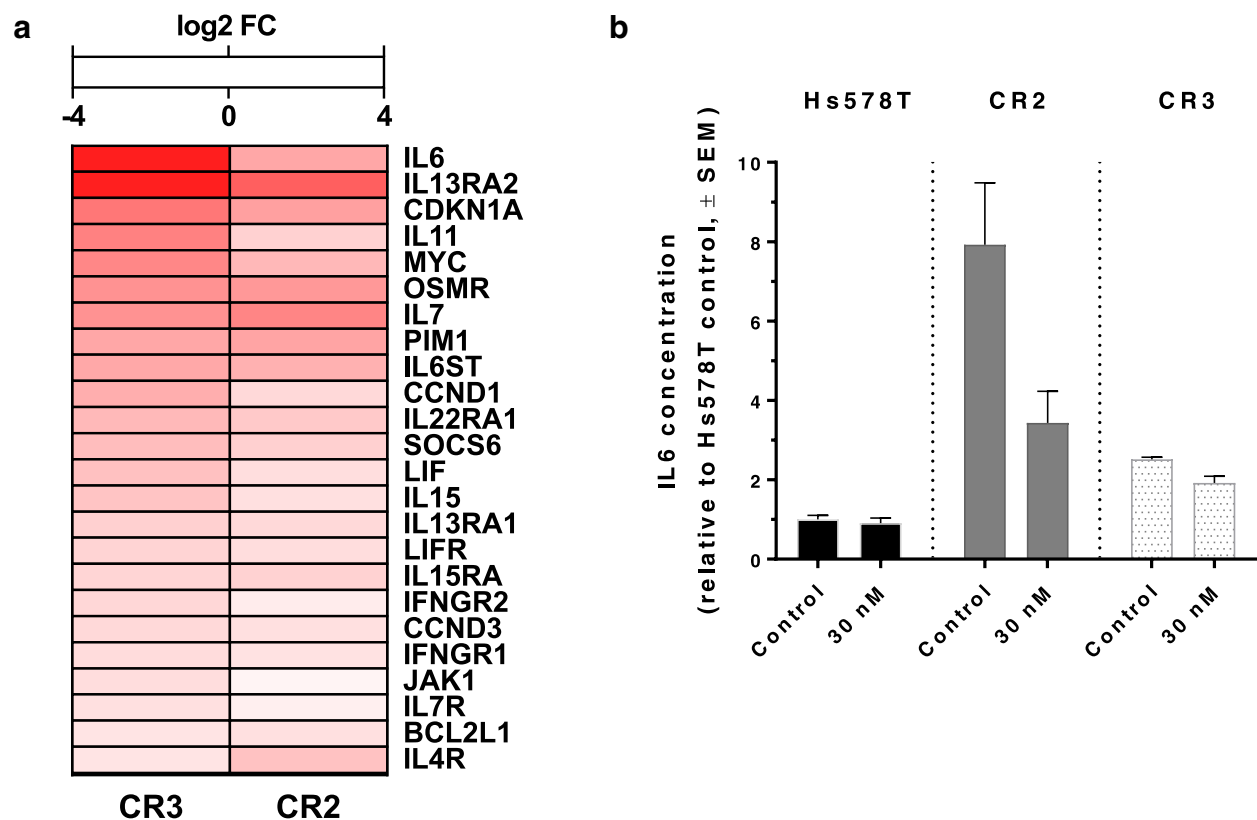 a
log2 FC
-4 0 4
IL6
IL13RA2
CDKN1A
IL11
MYC
OSMR
IL7
PIM1
IL6ST
CCND1
IL22RA1
SOCS6
LIF
IL15
IL13RA1
LIFR
IL15RA
IFNGR2
CCND3
IFNGR1
JAK1
IL7R
BCL2L1
IL4R
CR3 CR2
b
Hs578T CR2 CR3
IL6 concentration
(relative to Hs578T control, ± SEM)
10
8
6
4
2
0
Control 30 nM Control 30 nM Control 30 nM